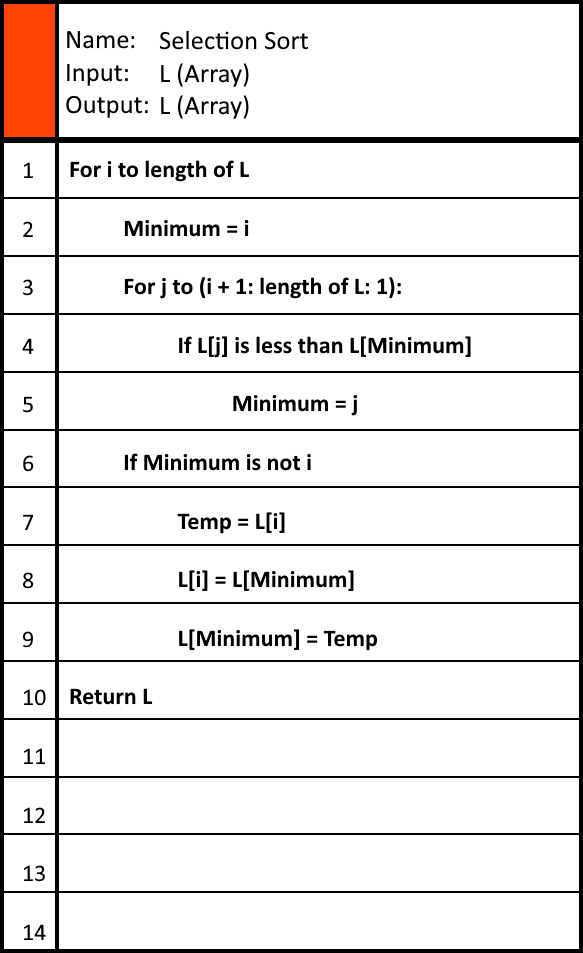 Name: Selection Sort
Input: L (Array)
Output: L (Array)
1 For i to length of L
2 Minimum = i
3 For j to (i + 1: length of L: 1):
4 If L[j] is less than L[Minimum]
5 Minimum = j
6 If Minimum is not i
7 Temp = L[i]
8 L[i] = L[Minimum]
9 L[Minimum] = Temp
10 Return L
11
12
13
14